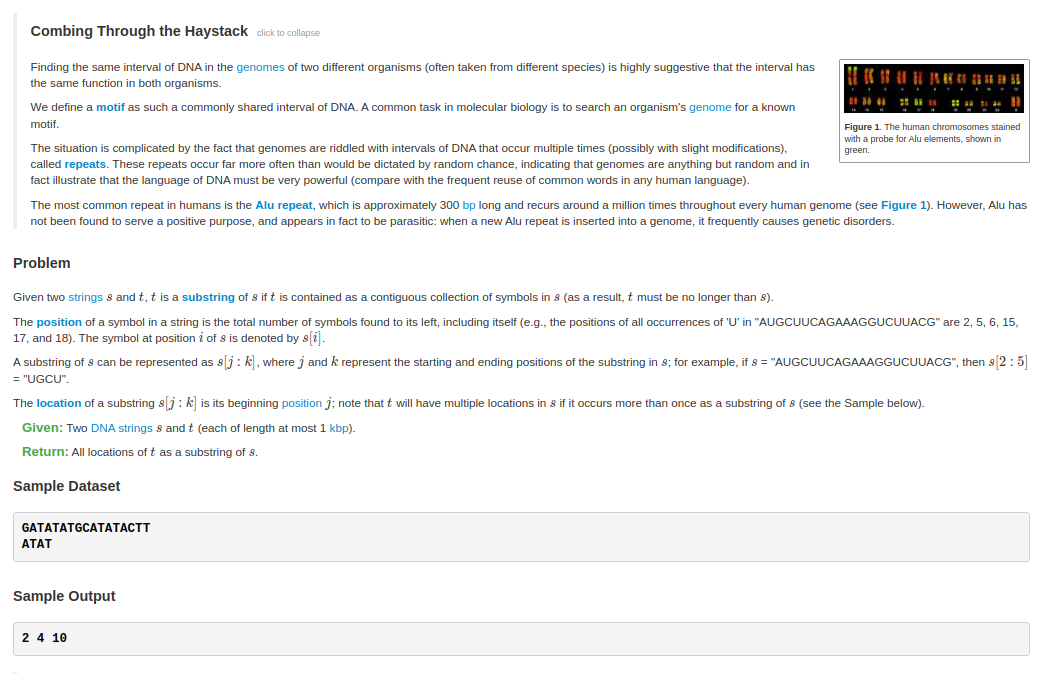 Combing Through the Haystack click to collapse
Finding the same interval of DNA in the genomes of two different organisms (often taken from different species) is highly suggestive that the interval has
the same function in both organisms.
We define a motif as such a commonly shared interval of DNA. A common task in molecular biology is to search an organism's genome for a known
motif.
The situation is complicated by the fact that genomes are riddled with intervals of DNA that occur multiple times (possibly with slight modifications),
called repeats. These repeats occur far more often than would be dictated by random chance, indicating that genomes are anything but random and in
fact illustrate that the language of DNA must be very powerful (compare with the frequent reuse of common words in any human language).
Figure 1. The human chromosomes stained
with a probe for Alu elements, shown in
green.
The most common repeat in humans is the Alu repeat, which is approximately 300 bp long and recurs around a million times throughout every human genome (see Figure 1). However, Alu has
not been found to serve a positive purpose, and appears in fact to be parasitic: when a new Alu repeat is inserted into a genome, it frequently causes genetic disorders.
Problem
Given two strings s and t, t is a substring of s if t is contained as a contiguous collection of symbols in s (as a result, t must be no longer than s).
The position of a symbol in a string is the total number of symbols found to its left, including itself (e.g., the positions of all occurrences of 'U' in "AUGCUUCAGAAAGGUCUUACG" are 2, 5, 6, 15,
17, and 18). The symbol at position i of s is denoted by s[i].
A substring of s can be represented as s[j : k], where j and k represent the starting and ending positions of the substring in s; for example, if s = "AUGCUUCAGAAAGGUCUUACG", then s[2 : 5]
= "UGCU".
The location of a substring s[j : k] is its beginning position j; note that t will have multiple locations in s if it occurs more than once as a substring of s (see the Sample below).
Given: Two DNA strings s and t (each of length at most 1 kbp).
Return: All locations of t as a substring of s.
Sample Dataset
GATATATGCATATACTT
ATAT
Sample Output
2 4 10